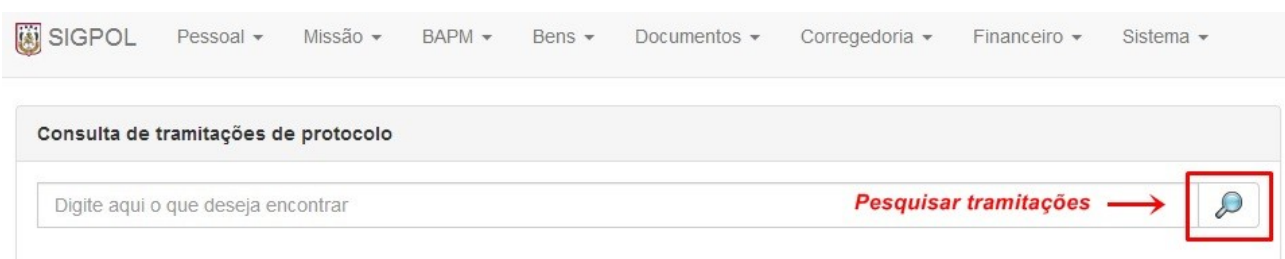 SIGPOL Pessoal Missão BAPM Bens Documentos Corregedoria Financeiro Sistema
Consulta de tramitações de protocolo
Digite aqui o que deseja encontrar Pesquisar tramitações